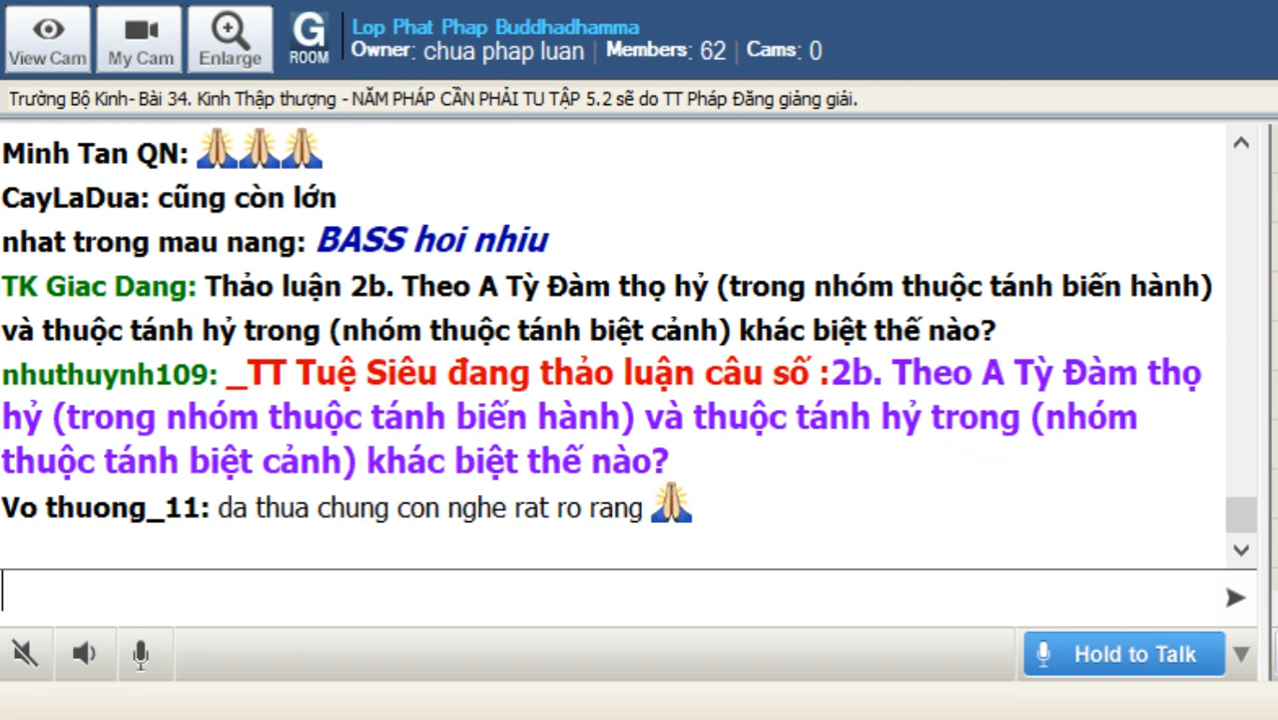 View Cam
My Cam
Enlarge
G
ROOM
Lop Phat Phap Buddhadhamma
Owner: chua phap luan | Members: 62 | Cams: 0
Trường Bộ Kinh- Bài 34. Kinh Thập thượng - NĂM PHÁP CẦN PHẢI TU TẬP 5.2 sẽ do TT Pháp Đăng giảng giải.
Minh Tan QN:
CayLaDua: cũng còn lớn
nhat trong mau nang: BASS hoi nhiu
TK Giac Dang: Thảo luận 2b. Theo A Tỳ Đàm thọ hỷ (trong nhóm thuộc tánh biến hành)
và thuộc tánh hỷ trong (nhóm thuộc tánh biệt cảnh) khác biệt thế nào?
nhuthuynh109: _TT Tuệ Siêu đang thảo luận câu số :2b. Theo A Tỳ Đàm thọ
hỷ (trong nhóm thuộc tánh biến hành) và thuộc tánh hỷ trong (nhóm
thuộc tánh biệt cảnh) khác biệt thế nào?
Vo thuong_11: da thua chung con nghe rat ro rang
Hold to Talk